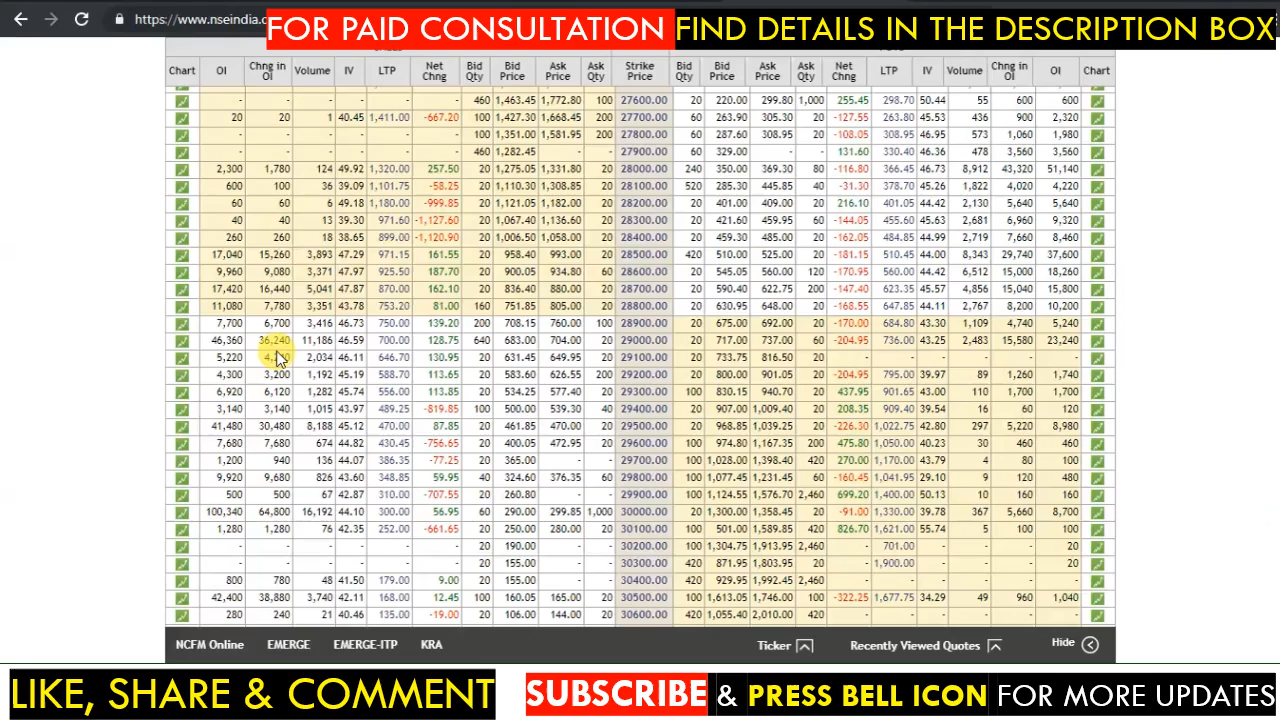 https://www.nseindia.c
FOR PAID CONSULTATION FIND DETAILS IN THE DESCRIPTION BOX
Chart OI Chng in OI Volume IV LTP Net Chng Bid Qty Bid Price Ask Price Ask Qty Strike Price Bid Qty Bid Price Ask Price Ask Qty Net Chng LTP IV Volume Chng in OI OI Chart
- - - - - - 460 1,463.45 1,772.80 100 27600.00 20 220.00 299.80 1,000 255.45 298.70 50.44 55 600 600
20 20 1 40.45 1,411.00 -667.20 100 1,427.30 1,668.45 200 27700.00 60 263.90 305.30 20 -127.55 263.80 45.53 436 900 2,320
- - - - - - 100 1,351.00 1,581.95 200 27800.00 60 287.60 308.95 20 -108.05 308.95 46.95 573 1,060 1,980
- - - - - - 460 1,282.45 - - 27900.00 60 329.00 - - 131.60 330.40 46.36 478 3,560 3,560
2,300 1,780 124 49.92 1,320.00 257.50 20 1,275.05 1,331.80 20 28000.00 240 350.00 369.30 80 -116.80 366.45 46.73 8,912 43,320 51,140
600 100 36 39.09 1,101.75 -58.25 20 1,110.30 1,308.85 20 28100.00 520 285.30 445.85 40 -31.30 378.70 45.26 1,822 4,020 4,220
60 60 6 49.18 1,180.00 -999.85 20 1,121.05 1,182.00 20 28200.00 20 401.00 409.00 20 216.10 401.05 44.42 2,130 5,640 5,640
40 40 13 39.30 971.60 -1,127.60 20 1,067.40 1,136.60 20 28300.00 20 421.60 459.95 60 -144.05 455.60 45.63 2,681 6,960 9,320
260 260 18 38.65 899.00 -1,120.90 20 1,006.50 1,058.00 20 28400.00 20 459.30 485.00 20 -162.05 484.85 44.99 2,719 7,660 8,460
17,040 15,260 3,893 47.29 971.15 161.55 20 958.40 993.00 20 28500.00 420 510.00 525.00 20 -181.15 510.45 44.00 8,343 29,740 37,600
9,960 9,080 3,371 47.97 925.50 187.70 20 900.05 934.80 60 28600.00 20 545.05 560.00 120 -170.95 560.00 44.42 6,512 15,000 18,260
17,420 16,440 5,041 47.87 870.00 162.10 20 836.40 880.00 20 28700.00 20 590.40 622.75 200 -147.40 623.35 44.57 4,856 15,040 15,800
11,080 7,780 3,351 43.78 753.20 81.00 160 751.85 805.00 20 28800.00 20 630.95 648.00 20 -168.55 647.85 44.11 2,767 8,200 10,200
7,700 6,700 3,416 46.73 750.00 139.20 200 708.15 760.00 100 28900.00 20 675.00 692.00 20 -170.00 684.80 43.30 1,109 4,740 5,240
46,360 36,240 11,186 46.59 700.00 128.75 640 683.00 704.00 20 29000.00 20 717.00 737.00 60 -204.95 736.00 43.25 2,483 15,580 23,240
5,220 2,034 46.11 646.70 130.95 20 631.45 649.95 20 29100.00 20 733.75 816.50 20 - - - - - -
4,300 3,200 1,192 45.19 588.70 113.65 20 583.60 626.55 200 29200.00 20 800.00 901.05 20 -204.95 795.00 39.97 89 1,260 1,740
6,920 6,120 1,282 45.74 556.00 113.85 20 534.25 577.40 20 29300.00 100 830.15 940.70 20 437.95 901.65 43.00 110 1,700 1,700
3,140 3,140 1,015 43.97 489.25 -819.85 100 500.00 539.30 40 29400.00 20 907.00 1,009.40 20 208.35 909.40 39.54 16 60 120
41,480 30,480 8,188 45.12 470.00 87.85 20 461.85 470.00 20 29500.00 20 968.85 1,039.25 20 -226.30 1,022.75 42.80 297 5,220 8,980
7,680 7,680 674 44.82 430.45 -756.65 20 400.05 472.95 20 29600.00 100 974.80 1,167.35 200 475.80 1,050.00 40.23 30 460 460
1,200 940 136 44.07 386.35 -77.25 20 365.00 - - 29700.00 100 1,028.00 1,398.40 420 270.00 1,170.00 43.79 4 80 100
9,920 9,680 826 43.60 348.85 59.95 40 324.60 376.35 60 29800.00 100 1,077.45 1,231.45 60 -160.45 1,041.95 29.10 9 120 480
500 500 67 42.87 310.00 -707.55 20 260.80 - - 29900.00 100 1,124.55 1,576.70 2,460 699.20 1,400.00 50.13 10 160 160
100,340 64,800 16,192 44.10 300.00 56.95 60 290.00 299.85 1,000 30000.00 20 1,300.00 1,358.45 20 -91.00 1,330.00 39.78 367 5,660 8,700
1,280 1,280 76 42.35 252.00 -661.65 20 250.00 280.00 20 30100.00 100 501.00 1,589.85 420 826.70 1,621.00 55.74 5 100 100
- - - - - - 20 190.00 - - 30200.00 100 1,304.75 1,913.95 2,460 - 701.00 - - - 20
- - - - - - 20 155.00 - - 30300.00 420 871.95 1,803.95 20 - 1,900.00 - - - 20
800 780 48 41.50 179.00 9.00 20 155.00 - - 30400.00 420 929.95 1,992.45 2,460 - - - - - -
42,400 38,880 3,740 42.11 168.00 12.45 100 160.05 165.00 20 30500.00 100 1,613.05 1,746.00 100 -322.25 1,677.75 34.29 49 960 1,040
280 240 21 40.46 135.00 -19.00 20 106.00 144.00 20 30600.00 420 1,055.40 2,010.00 420 - - - - - -
NCFM Online EMERGE EMERGE-ITP KRA Ticker Recently Viewed Quotes Hide
LIKE, SHARE & COMMENT SUBSCRIBE & PRESS BELL ICON FOR MORE UPDATES